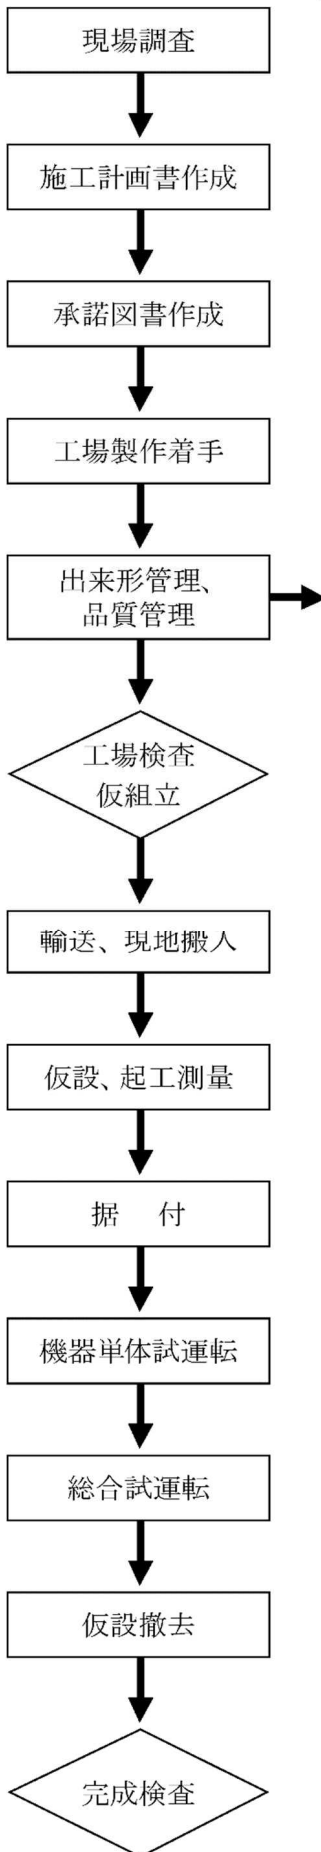 現場調査
施工計画書作成
承諾図書作成
工場製作着手
出来形管理、
品質管理
工場検査
仮組立
輸送、現地搬入
仮設、起工測量
据　付
機器単体試運転
総合試運転
仮設撤去
完成検査